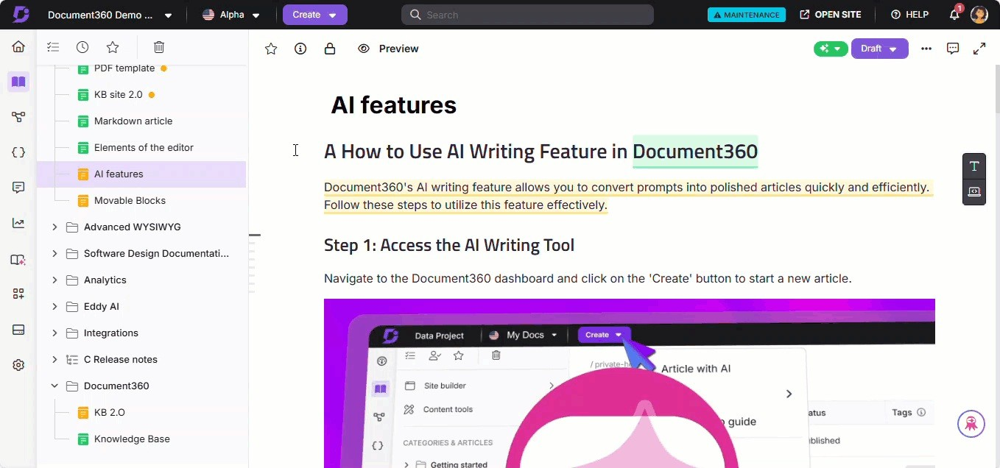 Document360 Demo ...
Alpha
Create
Search
MAINTENANCE
OPEN SITE
HELP
1
Preview
Draft
PDF template
KB site 2.0
Markdown article
Elements of the editor
AI features
Movable Blocks
Advanced WYSIWYG
Software Design Documentati...
Analytics
Eddy AI
Integrations
C Release notes
Document360
KB 2.O
Knowledge Base
AI features
A How to Use AI Writing Feature in Document360
Document360's AI writing feature allows you to convert prompts into polished articles quickly and efficiently.
Follow these steps to utilize this feature effectively.
Step 1: Access the AI Writing Tool
Navigate to the Document360 dashboard and click on the 'Create' button to start a new article.
Data Project
My Docs
Create
/ private-
Article with AI
Site builder
Content tools
guide
Tags
CATEGORIES & ARTICLES
Getting started
T